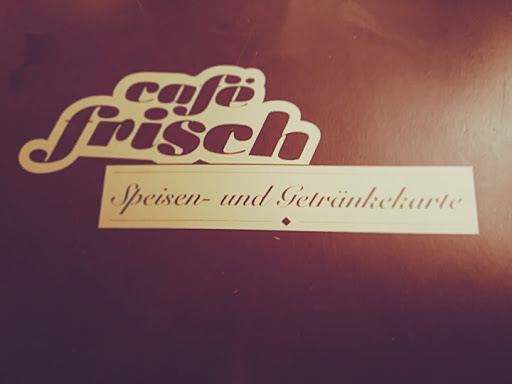 café
frisch
Speisen- und Getränkekarte